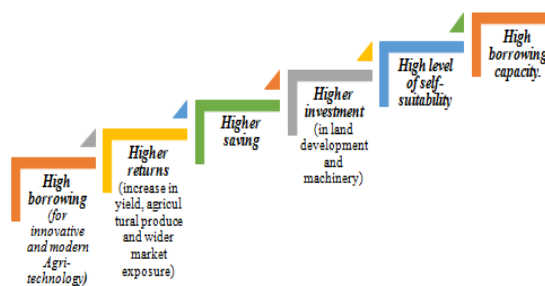 High
borrowing
(for
innovative
and modern
Agri-
technology)
Higher
returns
(increase in
yield, agricul
tural produce
and wider
market
exposure)
Higher
saving
Higher
investment
(in land
development
and
machinery)
High level
of self-
suitability
High
borrowing
capacity.